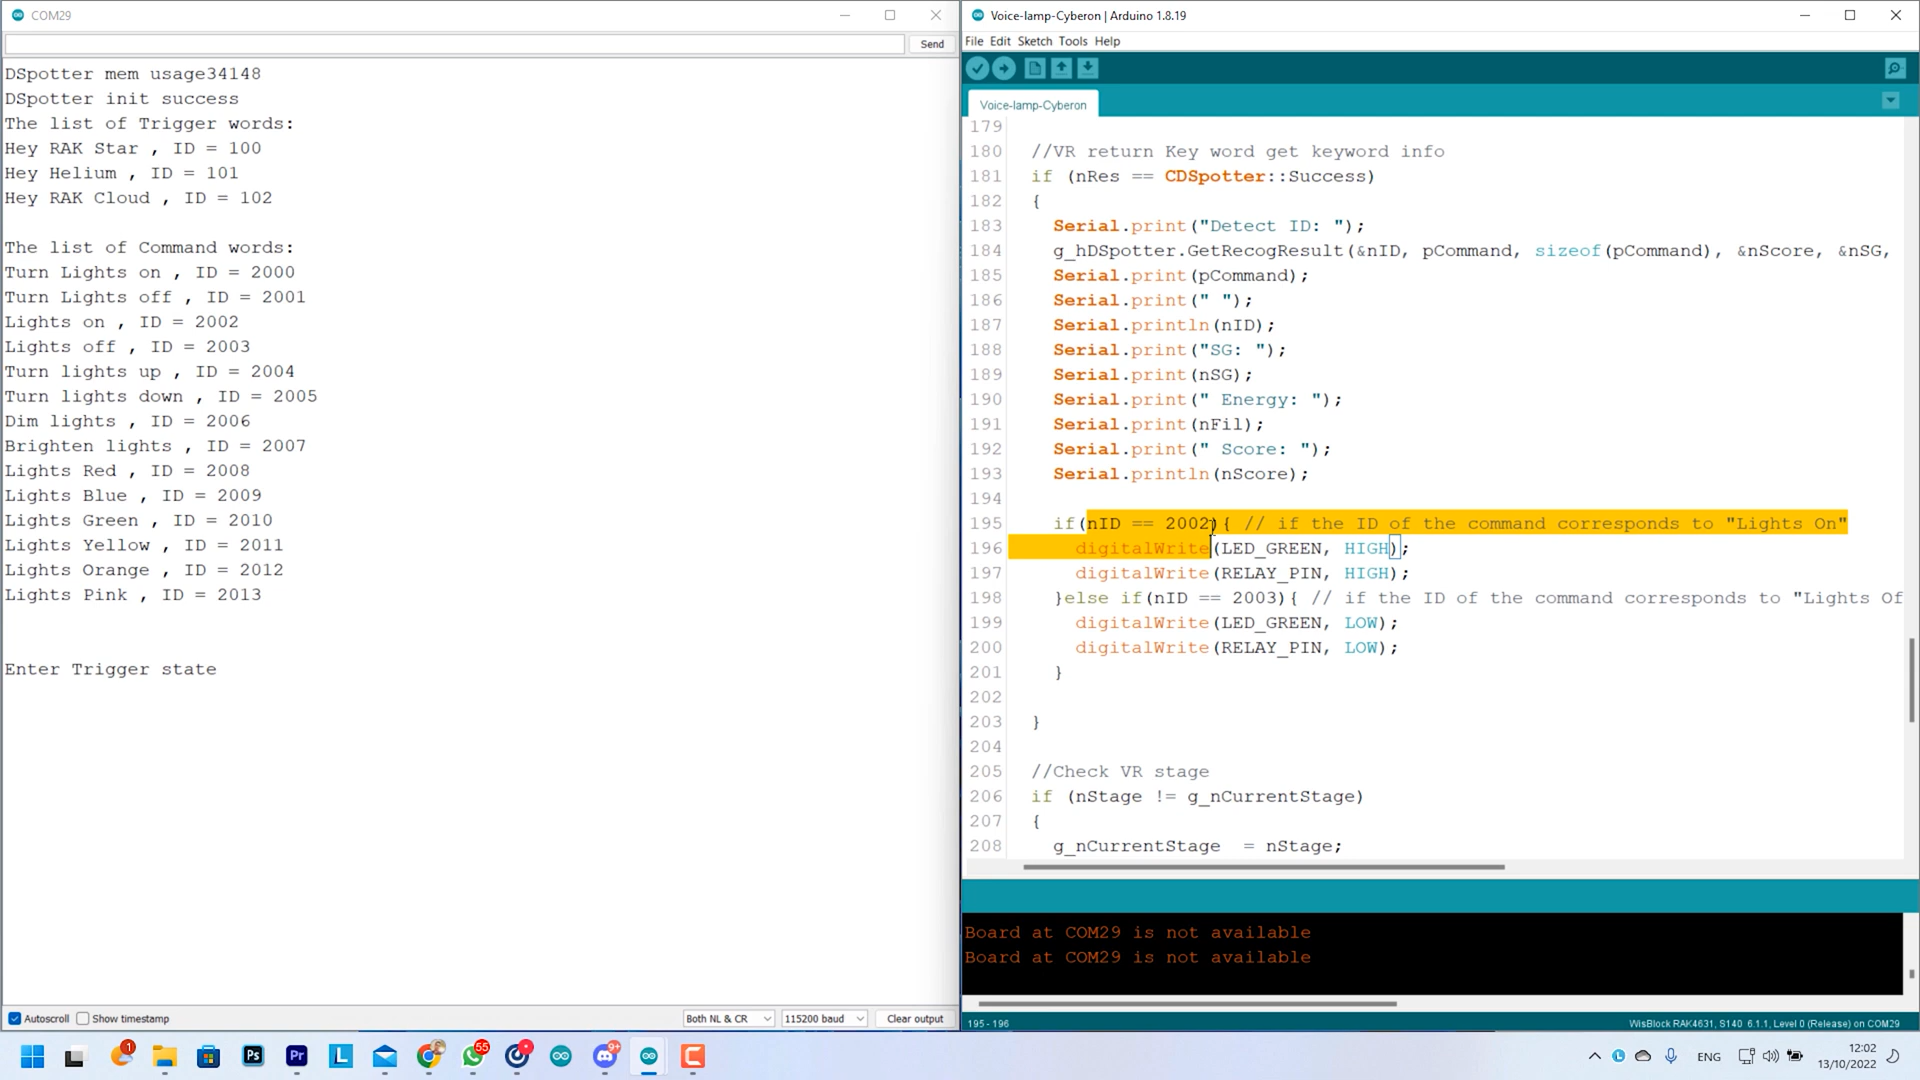 COM29
Send
DSpotter mem usage34148
DSpotter init success
The list of Trigger words:
Hey RAK Star , ID = 100
Hey Helium , ID = 101
Hey RAK Cloud , ID = 102
The list of Command words:
Turn Lights on , ID = 2000
Turn Lights off , ID = 2001
Lights on , ID = 2002
Lights off , ID = 2003
Turn lights up , ID = 2004
Turn lights down , ID = 2005
Dim lights , ID = 2006
Brighten lights , ID = 2007
Lights Red , ID = 2008
Lights Blue , ID = 2009
Lights Green , ID = 2010
Lights Yellow , ID = 2011
Lights Orange , ID = 2012
Lights Pink , ID = 2013
Enter Trigger state
Autoscroll Show timestamp Both NL & CR 115200 baud Clear output
Voice-lamp-Cyberon | Arduino 1.8.19
File Edit Sketch Tools Help
Voice-lamp-Cyberon
179
180 //VR return Key word get keyword info
181 if (nRes == CDSpotter::Success)
182 {
183 Serial.print("Detect ID: ");
184 g_hDSpotter.GetRecogResult(&nID, pCommand, sizeof(pCommand), &nScore, &nSG,
185 Serial.print(pCommand);
186 Serial.print(" ");
187 Serial.println(nID);
188 Serial.print("SG: ");
189 Serial.print(nSG);
190 Serial.print(" Energy: ");
191 Serial.print(nFil);
192 Serial.print(" Score: ");
193 Serial.println(nScore);
194
195 if(nID == 2002){ // if the ID of the command corresponds to "Lights On"
196 digitalWrite(LED_GREEN, HIGH);
197 digitalWrite(RELAY_PIN, HIGH);
198 }else if(nID == 2003){ // if the ID of the command corresponds to "Lights Of
199 digitalWrite(LED_GREEN, LOW);
200 digitalWrite(RELAY_PIN, LOW);
201 }
202
203 }
204
205 //Check VR stage
206 if (nStage != g_nCurrentStage)
207 {
208 g_nCurrentStage = nStage;
Board at COM29 is not available
Board at COM29 is not available
195 - 196 WisBlock RAK4631, S140 6.1.1, Level 0 (Release) on COM29
1 Ps Pr L 55 9+ L ENG 12:02
13/10/2022